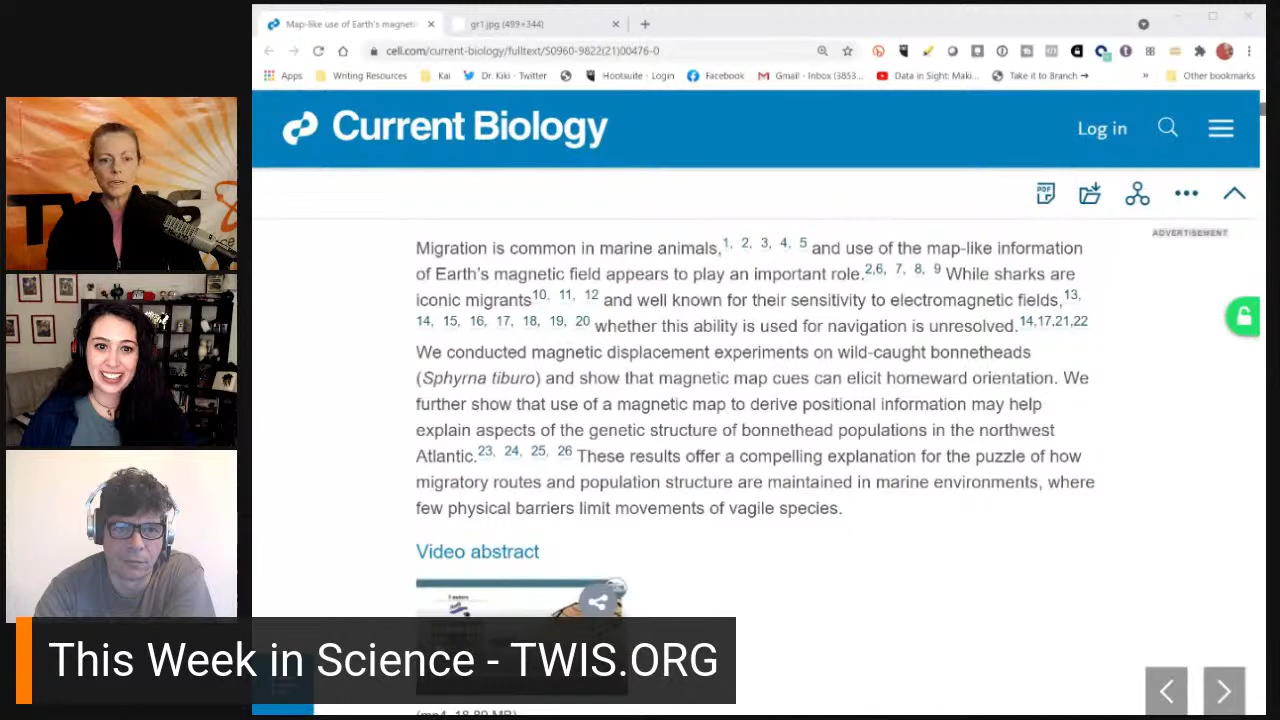 Map-like use of Earth's magneti
gr1.jpg (499×344)
cell.com/current-biology/fulltext/S0960-9822(21)00476-0
Apps
Writing Resources
Kai
Dr. Kiki - Twitter
Hootsuite - Login
Facebook
Gmail - Inbox (3853...
Data in Sight: Maki...
Take it to Branch →
»
Other bookmarks
Current Biology
Log in
PDF
ADVERTISEMENT
Migration is common in marine animals,1, 2, 3, 4, 5 and use of the map-like information
of Earth's magnetic field appears to play an important role.2,6, 7, 8, 9 While sharks are
iconic migrants10, 11, 12 and well known for their sensitivity to electromagnetic fields,13,
14, 15, 16, 17, 18, 19, 20 whether this ability is used for navigation is unresolved.14,17,21,22
We conducted magnetic displacement experiments on wild-caught bonnetheads
(Sphyrna tiburo) and show that magnetic map cues can elicit homeward orientation. We
further show that use of a magnetic map to derive positional information may help
explain aspects of the genetic structure of bonnethead populations in the northwest
Atlantic.23, 24, 25, 26 These results offer a compelling explanation for the puzzle of how
migratory routes and population structure are maintained in marine environments, where
few physical barriers limit movements of vagile species.
Video abstract
TWIS
This Week in Science - TWIS.ORG
(mp4, 18.89 MB)